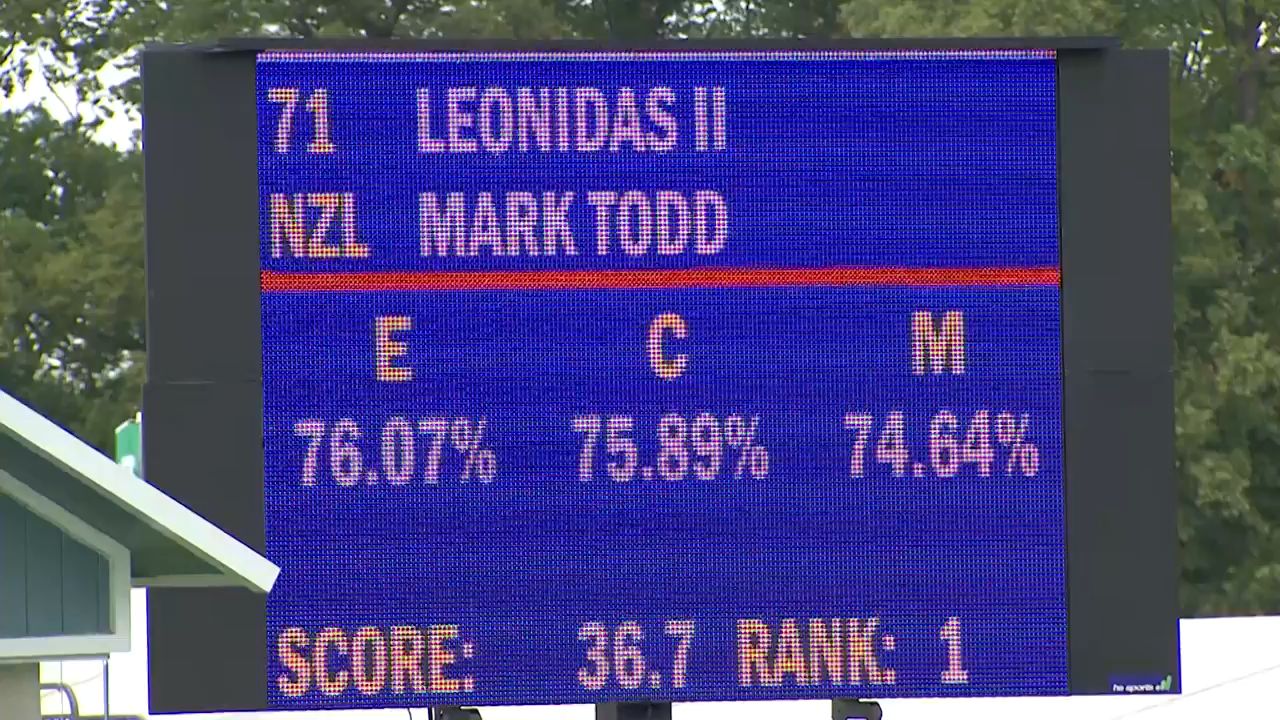 71 LEONIDAS II
NZL MARK TODD
E C M
76.07% 75.89% 74.64%
SCORE: 36.7 RANK: 1